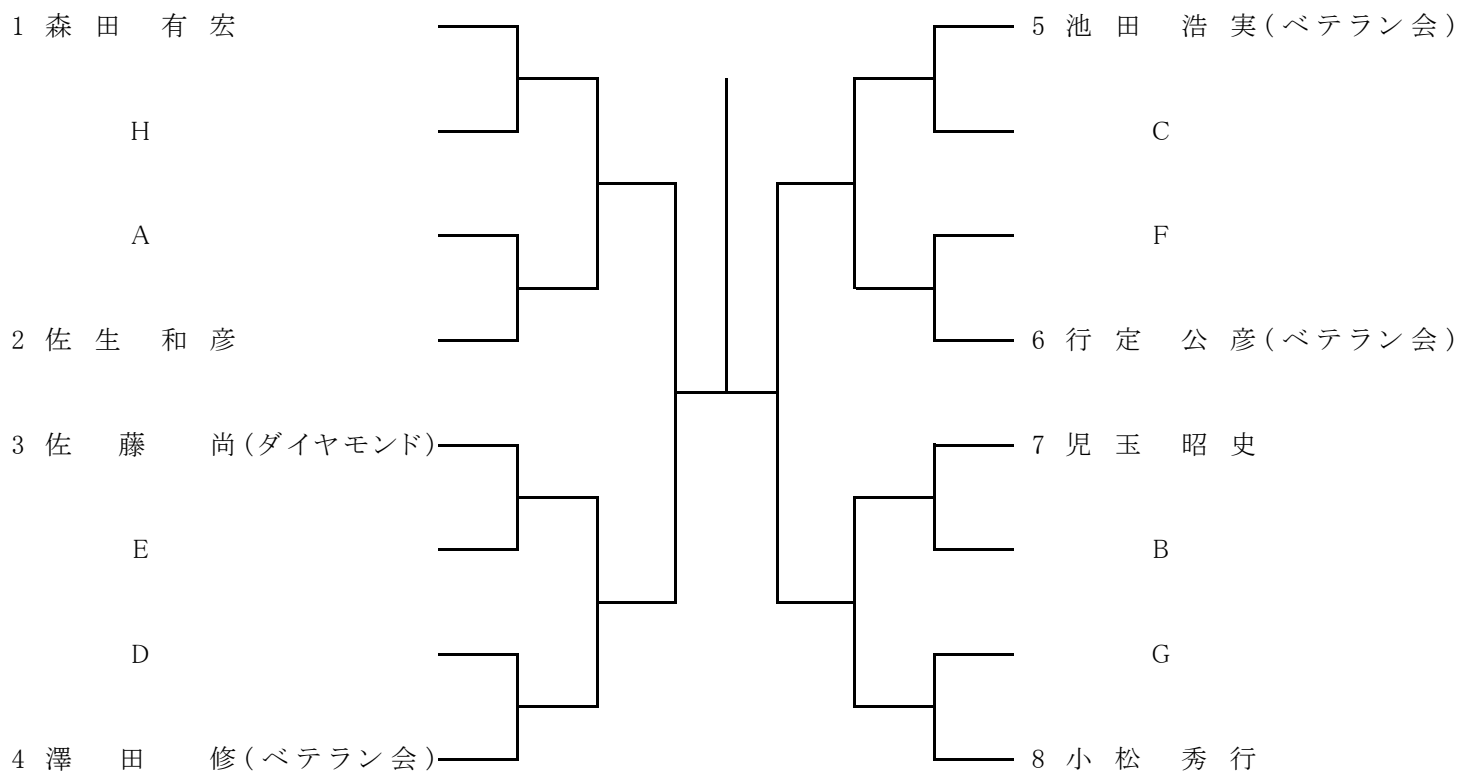 1 森田 有宏
H
A
2 佐生 和彦
3 佐藤 尚(ダイヤモンド)
E
D
4 澤田 修(ベテラン会)
5 池田 浩実(ベテラン会)
C
F
6 行定 公彦(ベテラン会)
7 児玉 昭史
B
G
8 小松 秀行